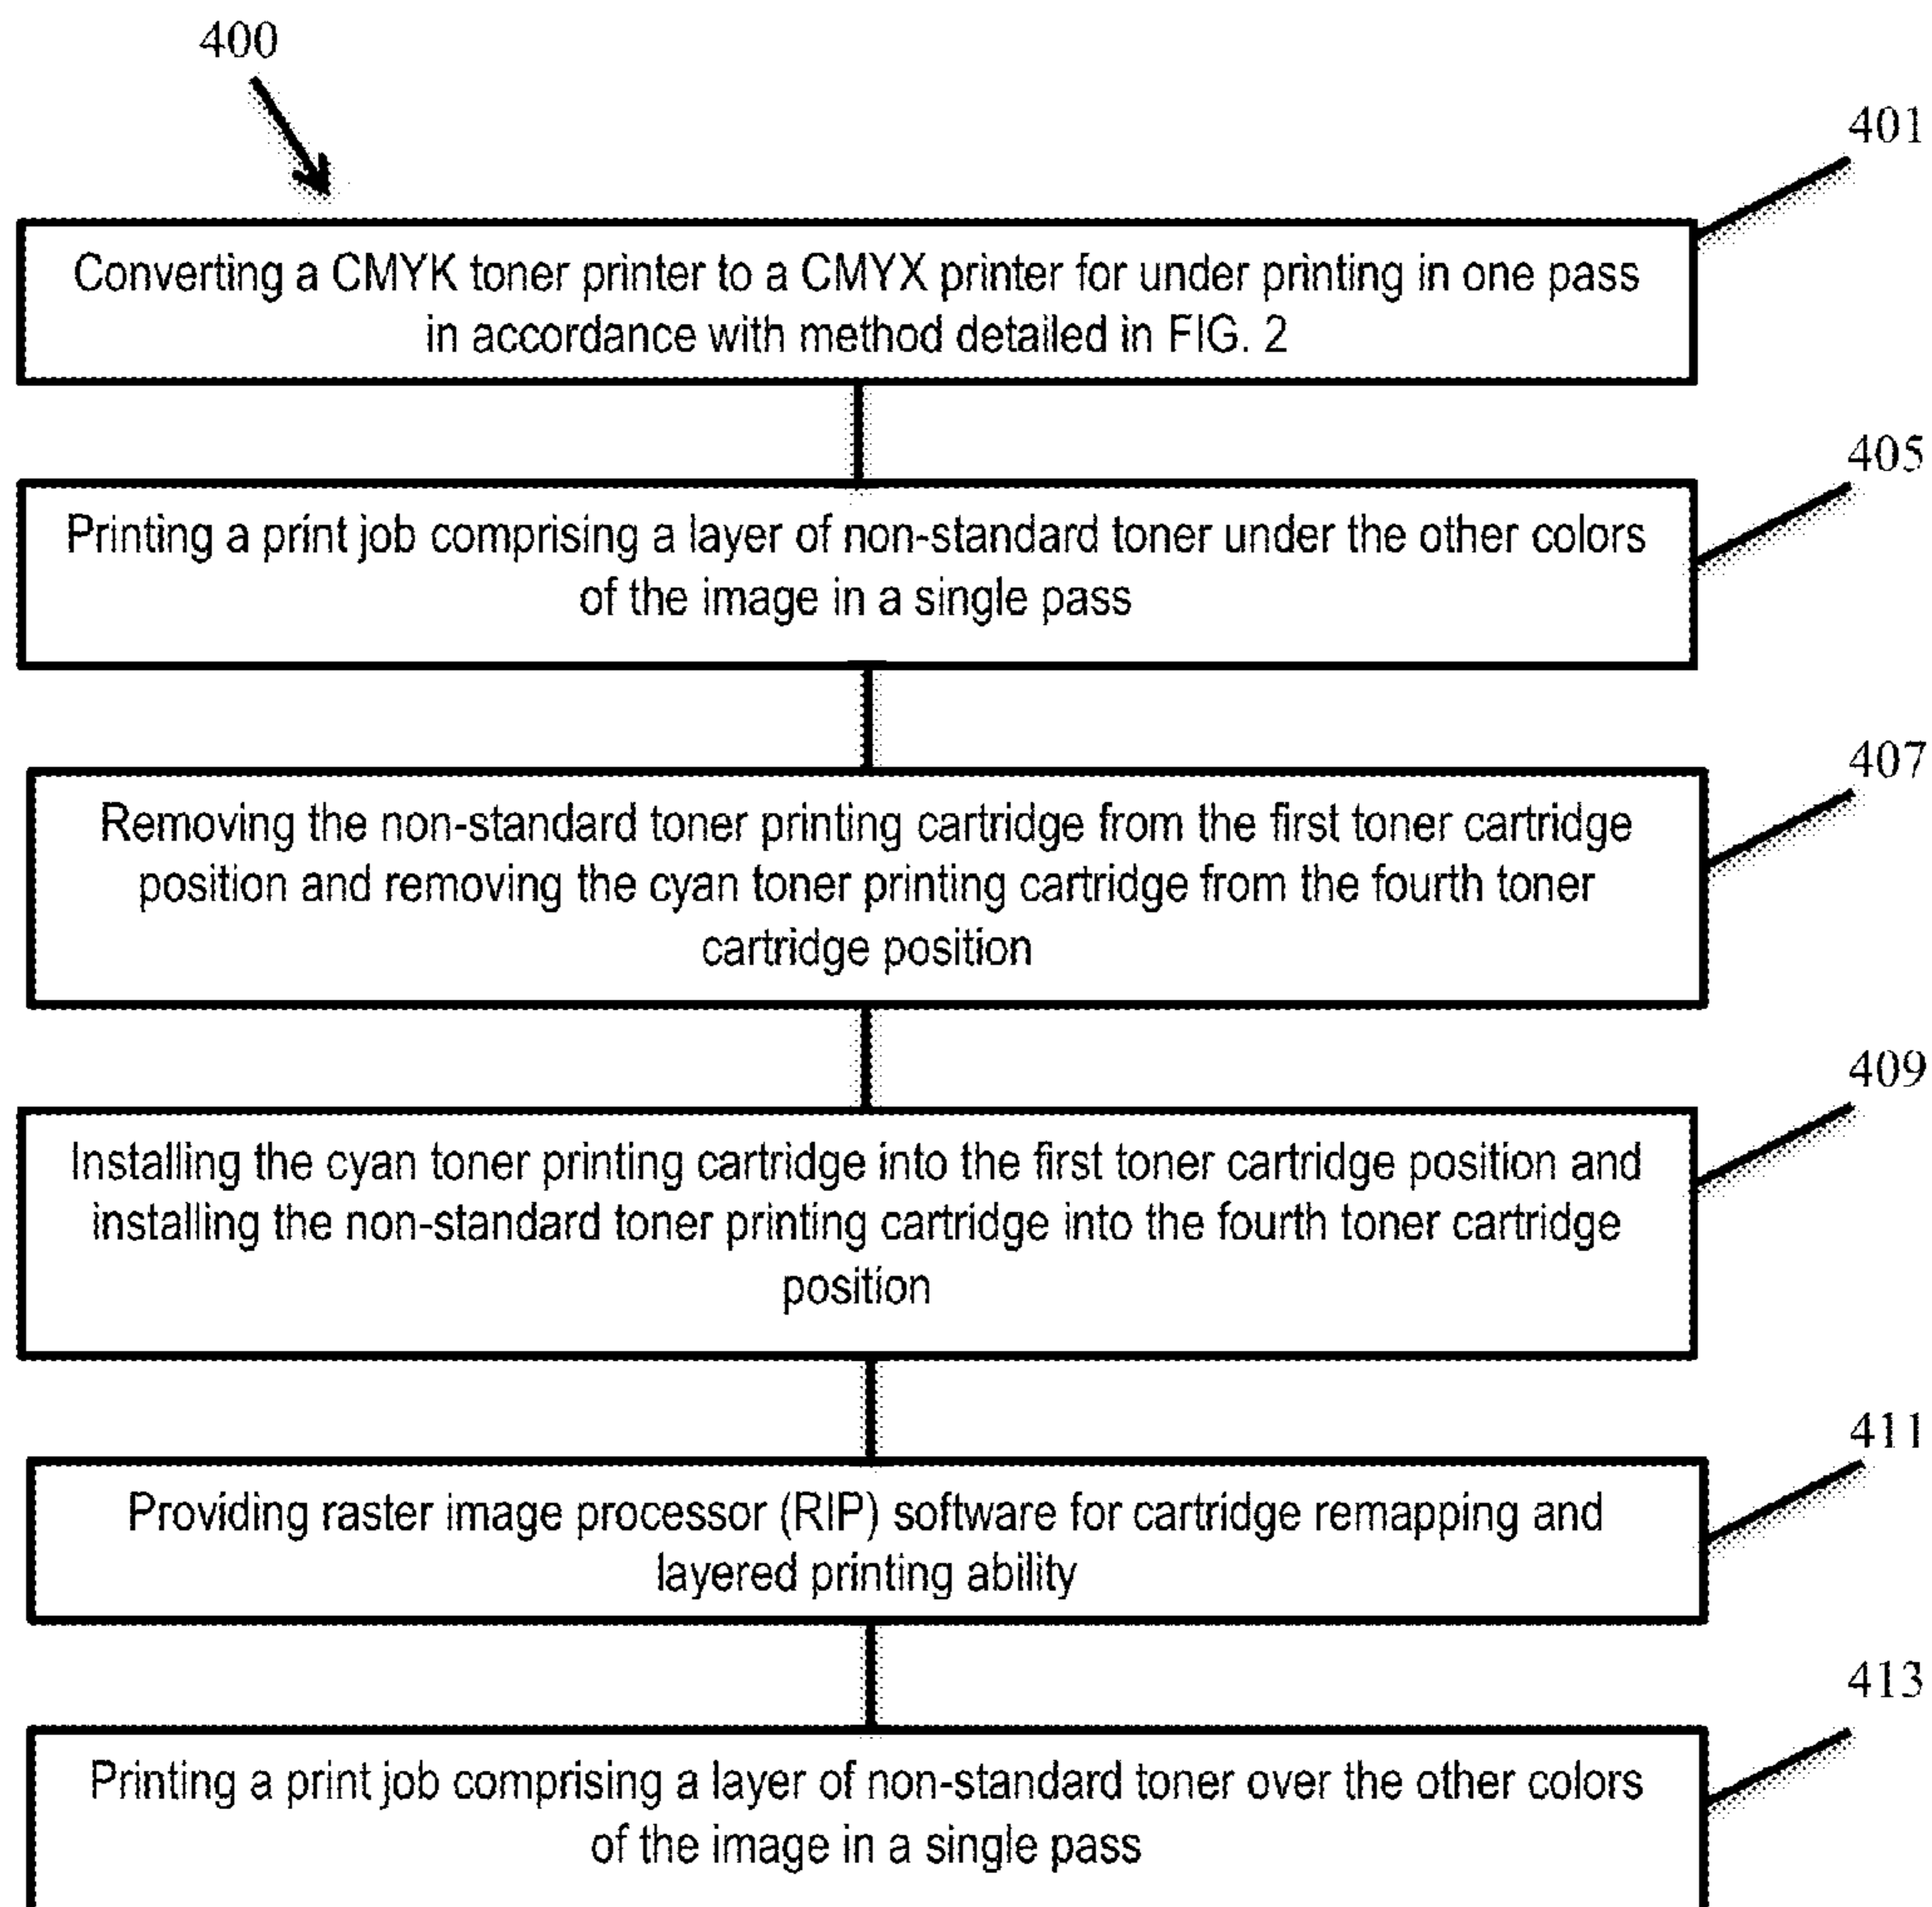 400
401
Converting a CMYK toner printer to a CMYX printer for under printing in one pass
in accordance with method detailed in FIG. 2
405
Printing a print job comprising a layer of non-standard toner under the other colors
of the image in a single pass
407
Removing the non-standard toner printing cartridge from the first toner cartridge
position and removing the cyan toner printing cartridge from the fourth toner
cartridge position
409
Installing the cyan toner printing cartridge into the first toner cartridge position and
installing the non-standard toner printing cartridge into the fourth toner cartridge
position
411
Providing raster image processor (RIP) software for cartridge remapping and
layered printing ability
413
Printing a print job comprising a layer of non-standard toner over the other colors
of the image in a single pass